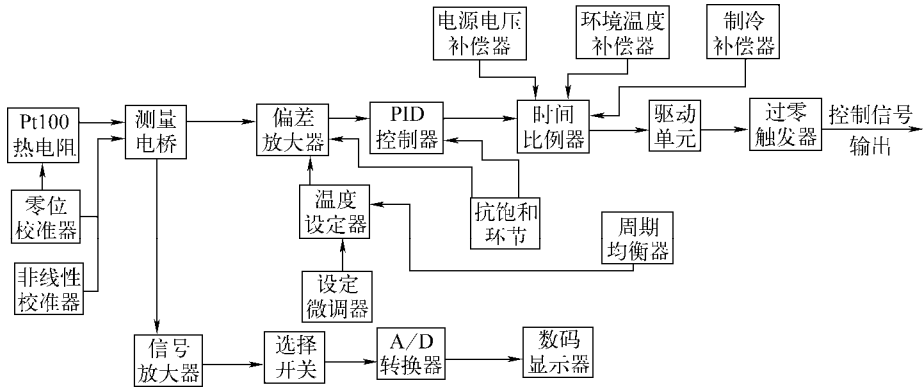 电源电压
补偿器
环境温度
补偿器
制冷
补偿器
Pt100
热电阻
测量
电桥
偏差
放大器
PID
控制器
时间
比例器
驱动
单元
过零
触发器
控制信号
输出
零位
校准器
温度
设定器
抗饱和
环节
周期
均衡器
非线性
校准器
设定
微调器
信号
放大器
选择
开关
A/D
转换器
数码
显示器